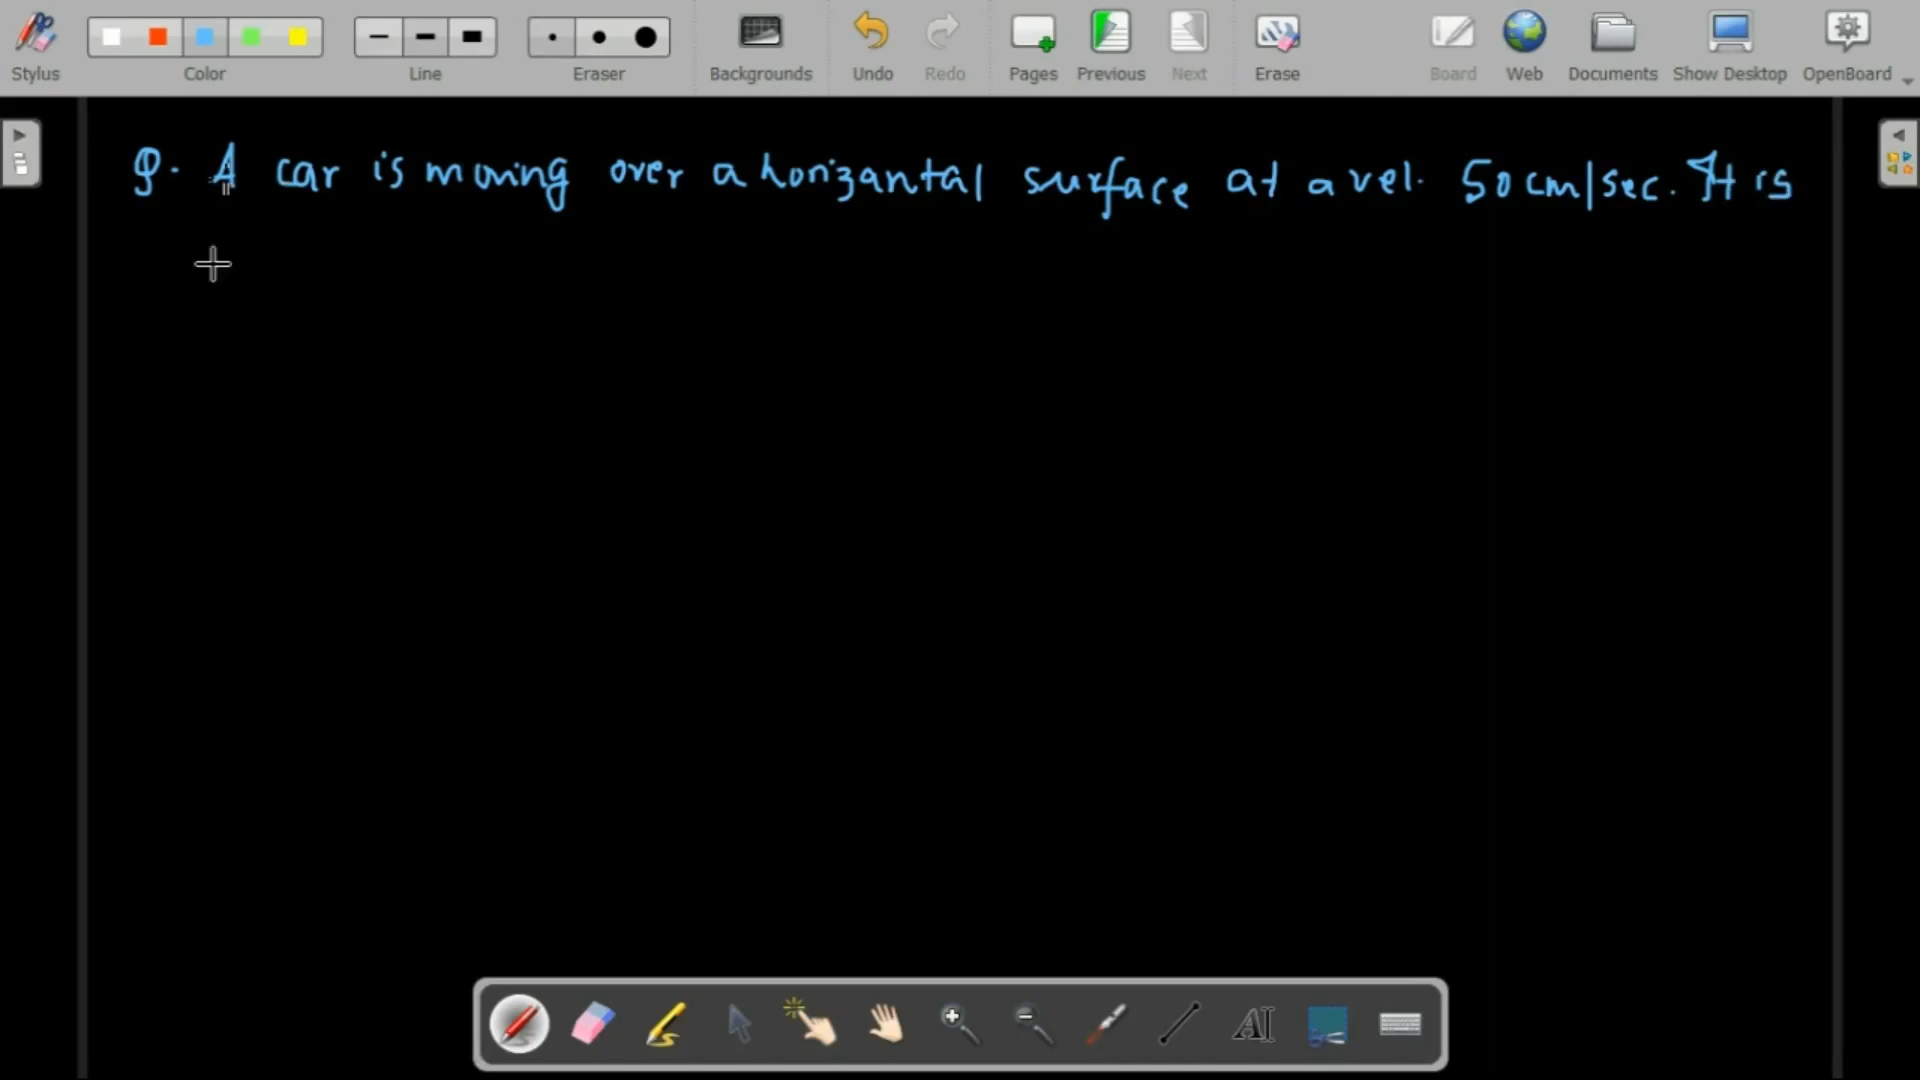 Stylus Color Line Eraser Backgrounds Undo Redo Pages Previous Next Erase Board Web Documents Show Desktop OpenBoard
Q. A car is moving over a horizantal surface at a vel. 50 cm/sec. It is
AI